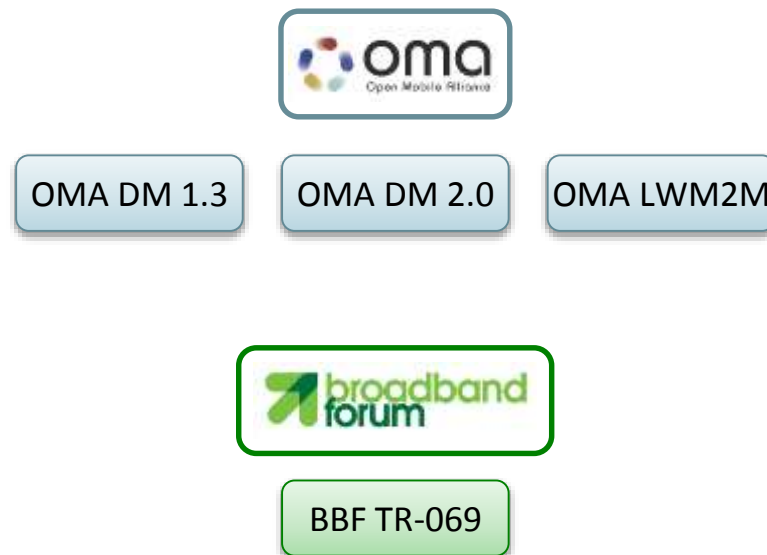 oma
Open Mobile Alliance
OMA DM 1.3
OMA DM 2.0
OMA LWM2M
broadband
forum
BBF TR-069